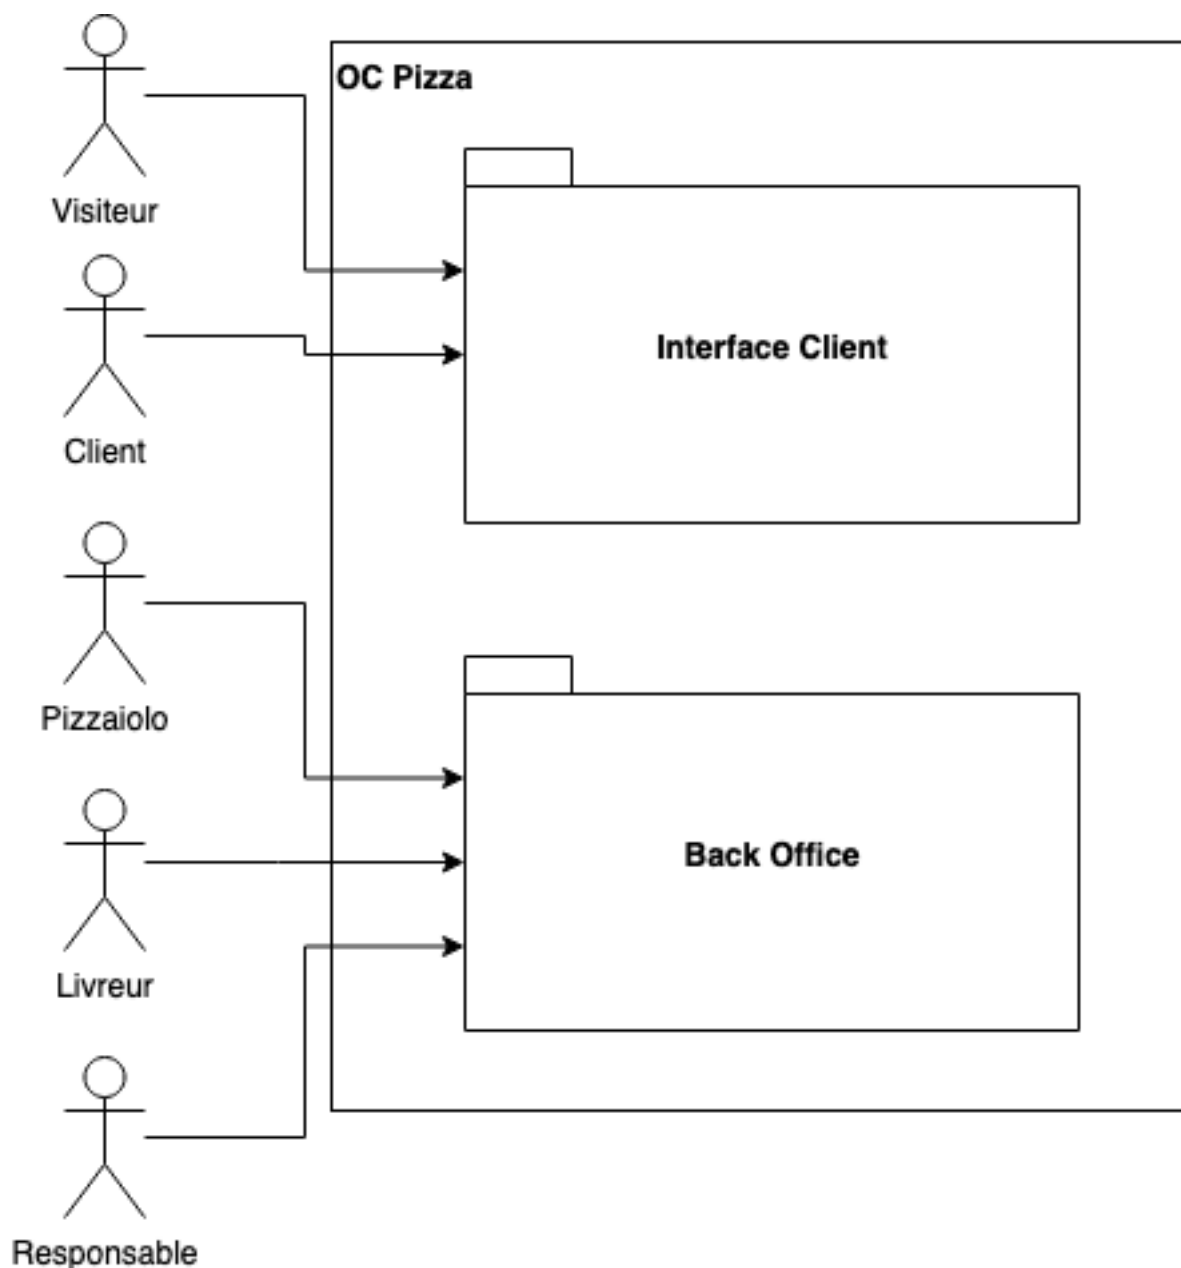 OC Pizza
Visiteur
Interface Client
Client
Pizzaiolo
Back Office
Livreur
Responsable